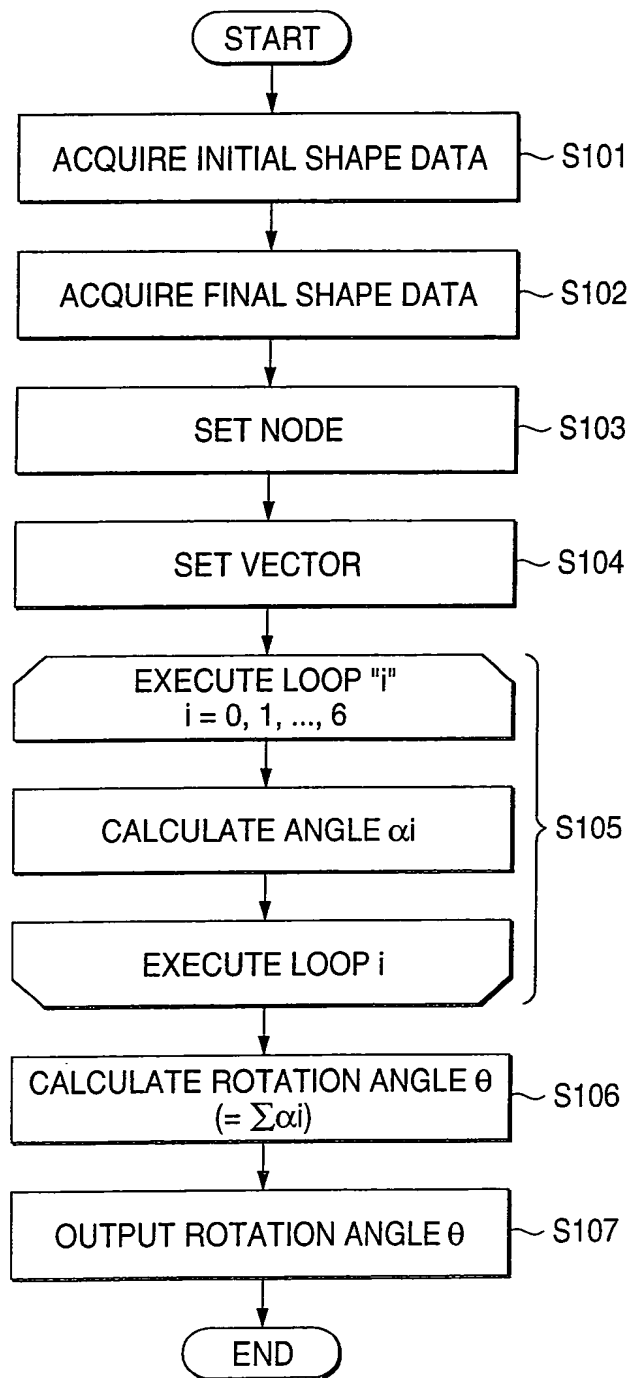 START
ACQUIRE INITIAL SHAPE DATA
S101
ACQUIRE FINAL SHAPE DATA
S102
SET NODE
S103
SET VECTOR
S104
EXECUTE LOOP "i"
i = 0, 1, ..., 6
CALCULATE ANGLE αi
S105
EXECUTE LOOP i
CALCULATE ROTATION ANGLE θ
(= ∑αi)
S106
OUTPUT ROTATION ANGLE θ
S107
END